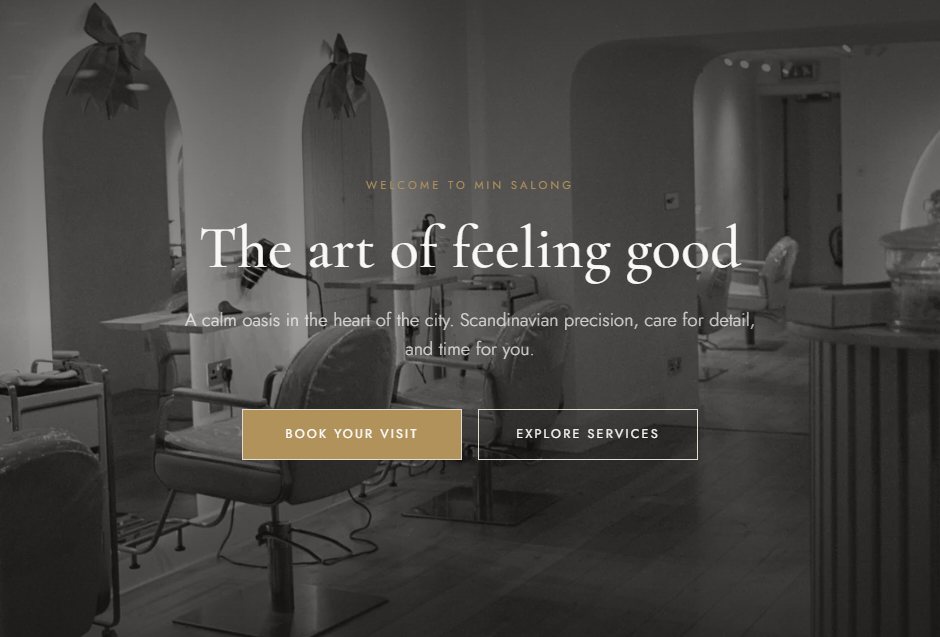 WELCOME TO MIN SALONG
The art of feeling good
A calm oasis in the heart of the city. Scandinavian precision, care for detail,
and time for you.
BOOK YOUR VISIT
EXPLORE SERVICES